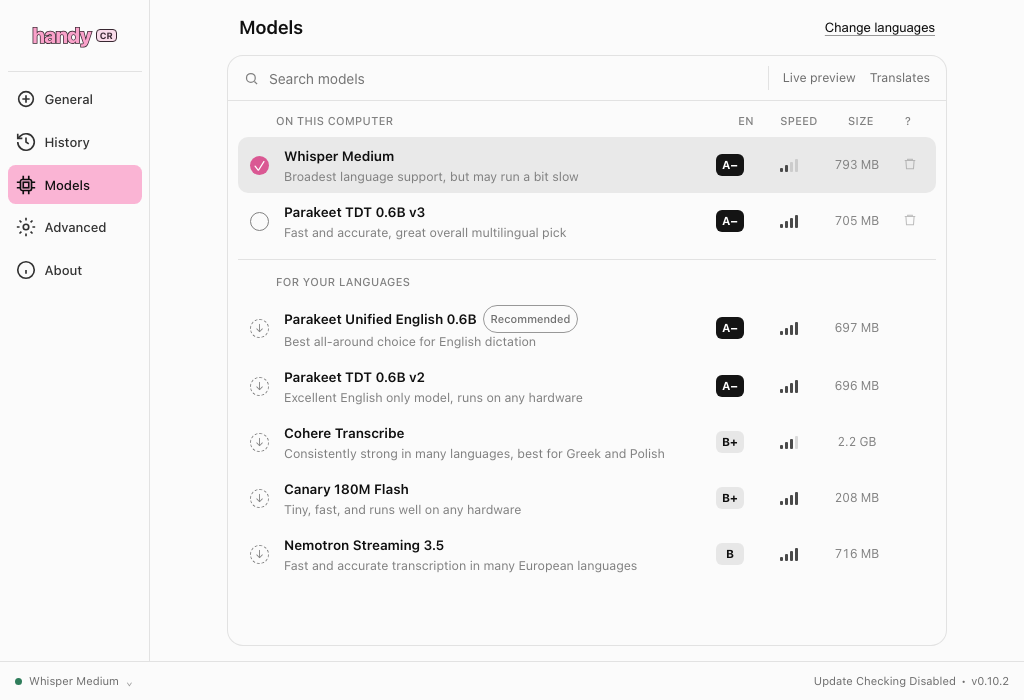 handy CR
Models
Change languages
General
History
Models
Advanced
About
Search models
Live preview
Translates
ON THIS COMPUTER EN SPEED SIZE ?
Whisper Medium
Broadest language support, but may run a bit slow
A− 793 MB
Parakeet TDT 0.6B v3
Fast and accurate, great overall multilingual pick
A− 705 MB
FOR YOUR LANGUAGES
Parakeet Unified English 0.6B Recommended
Best all-around choice for English dictation
A− 697 MB
Parakeet TDT 0.6B v2
Excellent English only model, runs on any hardware
A− 696 MB
Cohere Transcribe
Consistently strong in many languages, best for Greek and Polish
B+ 2.2 GB
Canary 180M Flash
Tiny, fast, and runs well on any hardware
B+ 208 MB
Nemotron Streaming 3.5
Fast and accurate transcription in many European languages
B 716 MB
Whisper Medium
Update Checking Disabled • v0.10.2